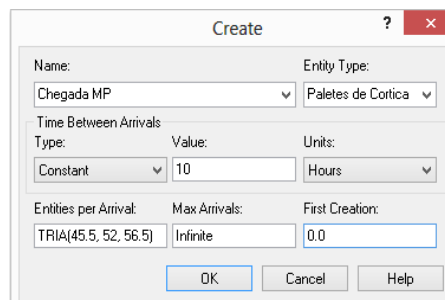 Create ?
Name: Entity Type:
Chegada MP Paletes de Cortica
Time Between Arrivals
Type: Value: Units:
Constant 10 Hours
Entities per Arrival: Max Arrivals: First Creation:
TRIA(45.5, 52, 56.5) Infinite 0.0
OK Cancel Help